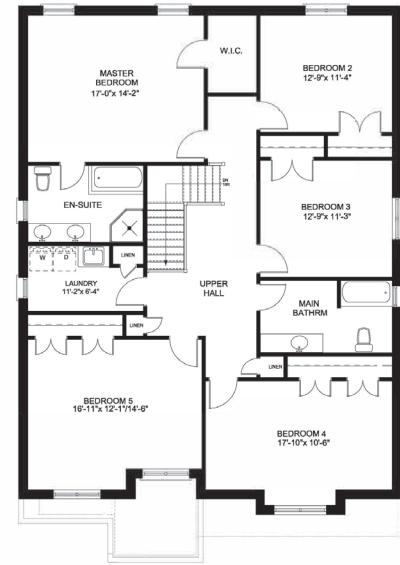 MASTER
BEDROOM
17'-0"x 14'-2"
W.I.C.
BEDROOM 2
12'-9"x 11'-4"
EN-SUITE
BEDROOM 3
12'-9"x 11'-3"
W
D
LINEN
LAUNDRY
11'-2"x 6'-4"
UPPER
HALL
MAIN
BATHRM
LINEN
LINEN
BEDROOM 5
16'-11"x 12'-1"/14'-6"
BEDROOM 4
17'-10"x 10'-6"